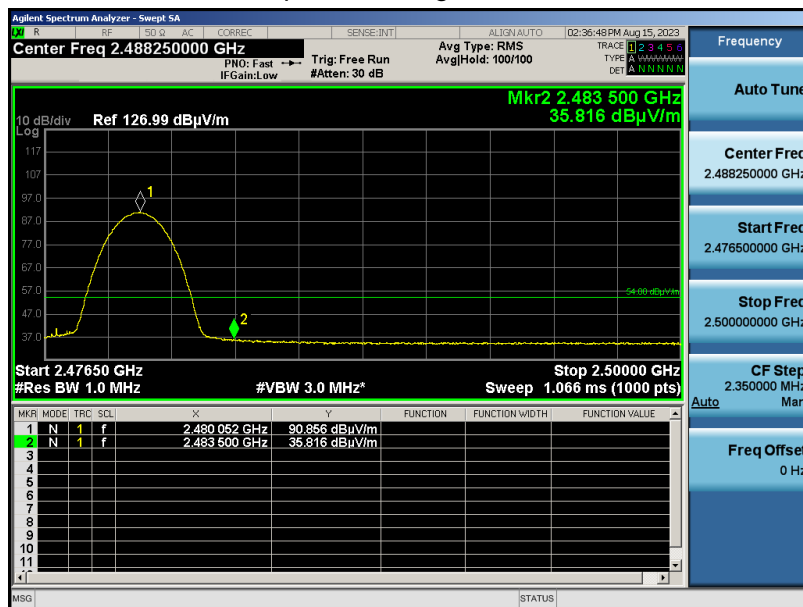 Agilent Spectrum Analyzer - Swept SA
LXI R RF 50 Ω AC CORREC SENSE:INT ALIGN AUTO 02:36:48 PM Aug 15, 2023
Center Freq 2.488250000 GHz
PNO: Fast
IFGain:Low
Trig: Free Run
#Atten: 30 dB
Avg Type: RMS
Avg|Hold: 100/100
TRACE 1 2 3 4 5 6
TYPE A WWWWW
DET A N N N N N
Mkr2 2.483 500 GHz
35.816 dBµV/m
10 dB/div Ref 126.99 dBµV/m
Log
117
107
97.0
87.0
77.0
67.0
57.0
47.0
37.0
1
2
54.00 dBµV/m
Start 2.47650 GHz Stop 2.50000 GHz
#Res BW 1.0 MHz #VBW 3.0 MHz* Sweep 1.066 ms (1000 pts)
MKR MODE TRC SCL X Y FUNCTION FUNCTION WIDTH FUNCTION VALUE
1 N 1 f 2.480 052 GHz 90.856 dBµV/m
2 N 1 f 2.483 500 GHz 35.816 dBµV/m
3
4
5
6
7
8
9
10
11
MSG STATUS
Frequency
Auto Tune
Center Freq
2.488250000 GHz
Start Freq
2.476500000 GHz
Stop Freq
2.500000000 GHz
CF Step
2.350000 MHz
Auto Man
Freq Offset
0 Hz